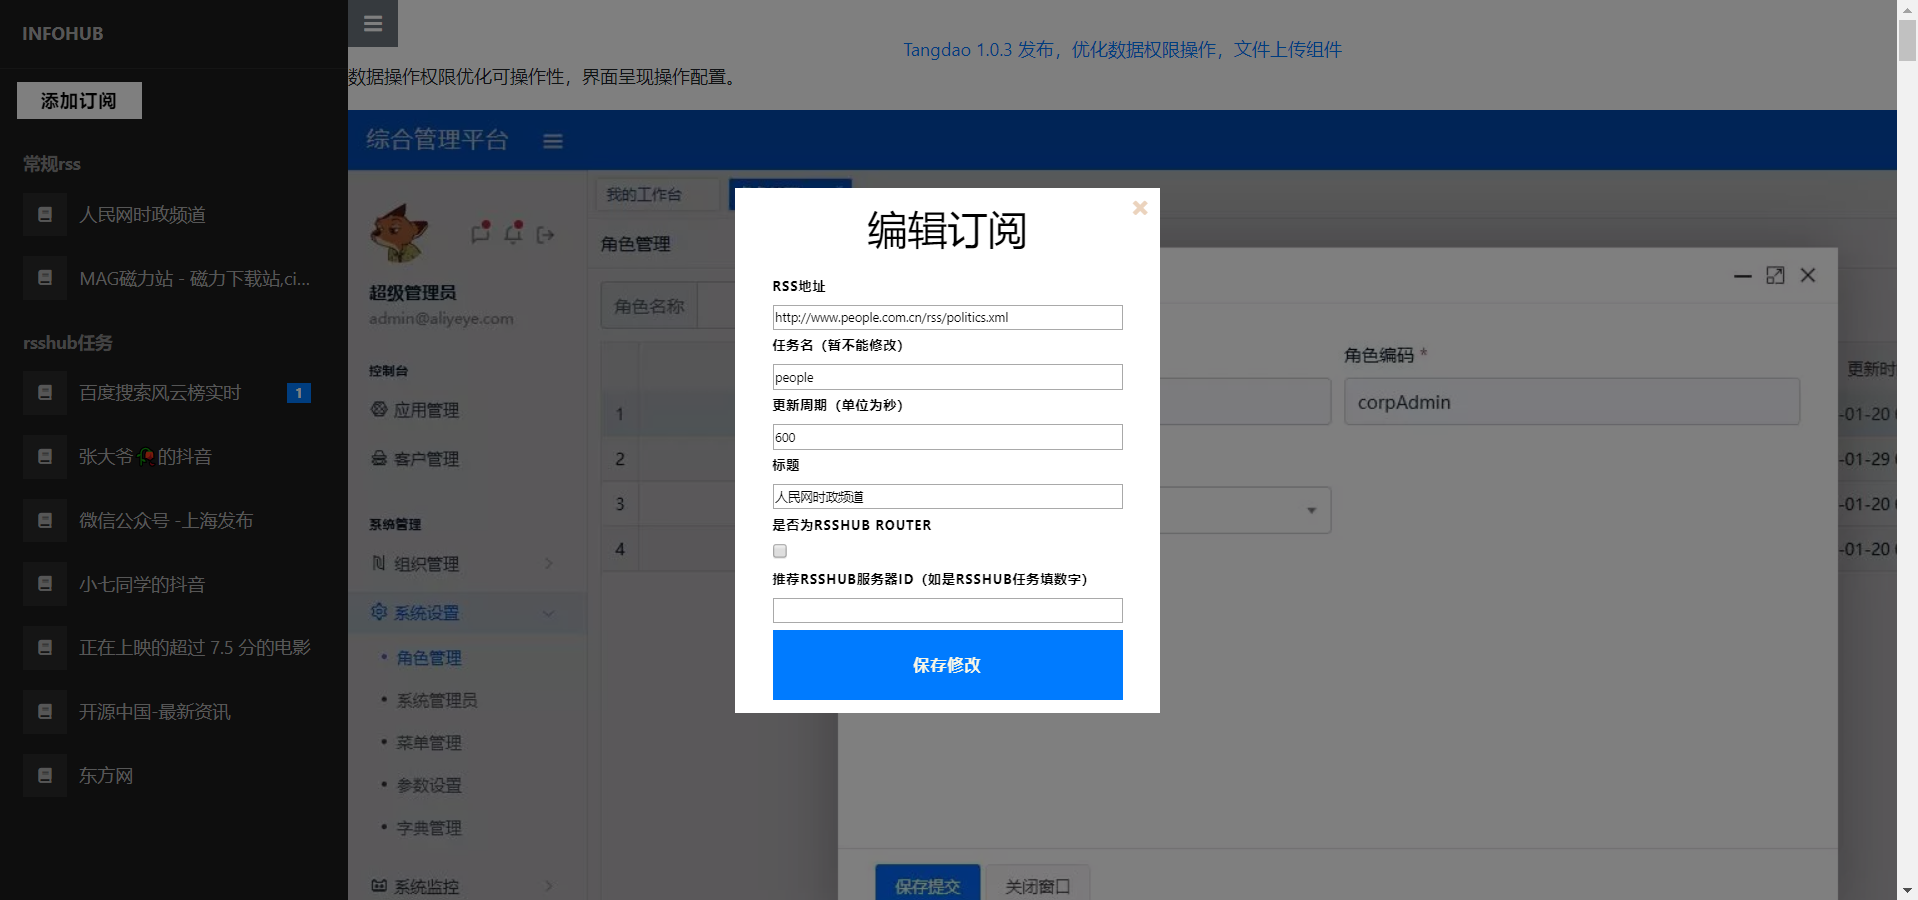 INFOHUB
添加订阅
常规rss
人民网时政频道
MAG磁力站 - 磁力下载站,ci...
rsshub任务
百度搜索风云榜实时
1
张大爷🥀的抖音
微信公众号 -上海发布
小七同学的抖音
正在上映的超过 7.5 分的电影
开源中国-最新资讯
东方网
Tangdao 1.0.3 发布，优化数据权限操作，文件上传组件
数据操作权限优化可操作性，界面呈现操作配置。
综合管理平台
我的工作台
超级管理员
admin@aliyeye.com
控制台
应用管理
客户管理
系统管理
组织管理
系统设置
角色管理
系统管理员
菜单管理
参数设置
字典管理
系统监控
角色管理
角色名称
1
2
3
4
编辑订阅
RSS地址
http://www.people.com.cn/rss/politics.xml
任务名（暂不能修改）
people
更新周期（单位为秒）
600
标题
人民网时政频道
是否为RSSHUB ROUTER
推荐RSSHUB服务器ID（如是RSSHUB任务填数字）
保存修改
角色编码 *
corpAdmin
更新时
-01-20
-01-29
-01-20
-01-20
保存提交
关闭窗口